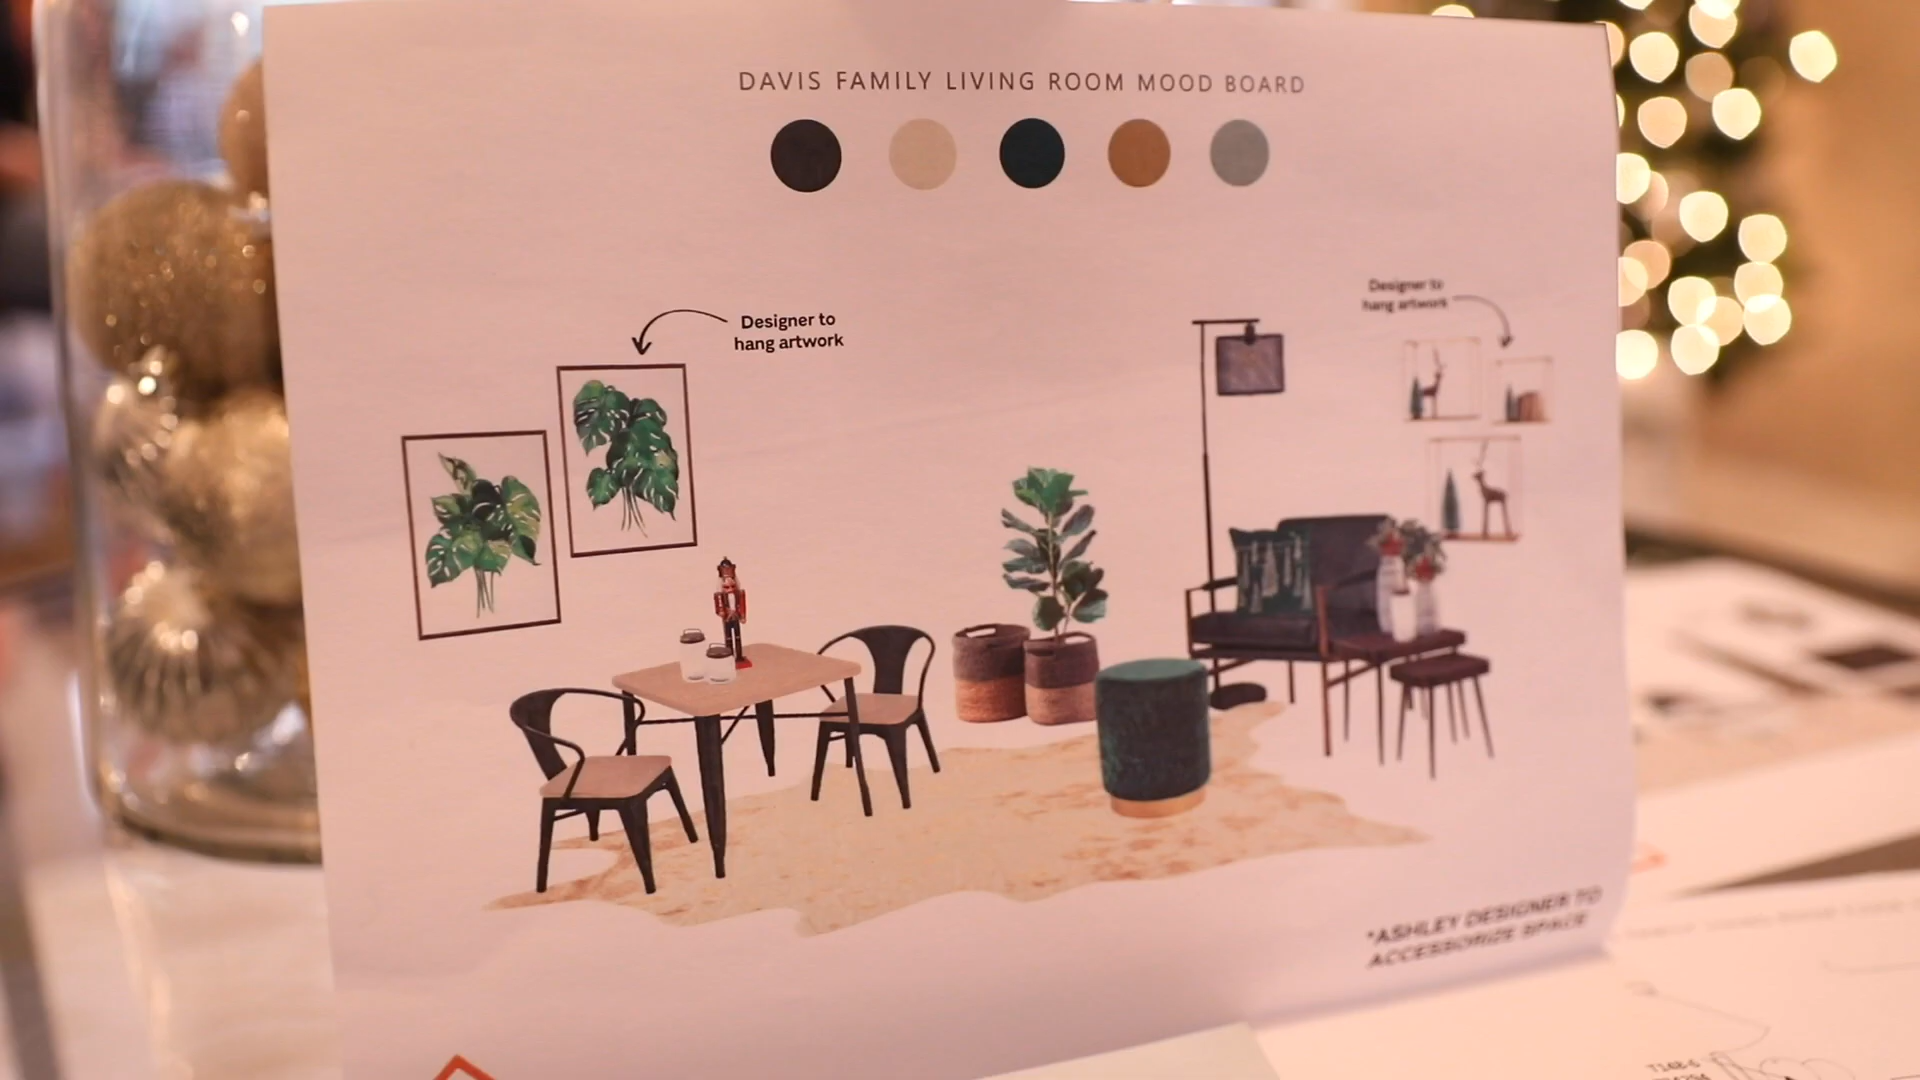 DAVIS FAMILY LIVING ROOM MOOD BOARD
Designer to
hang artwork
Designer to
hang artwork
*ASHLEY DESIGNER TO
ACCESSORIZE SPACE